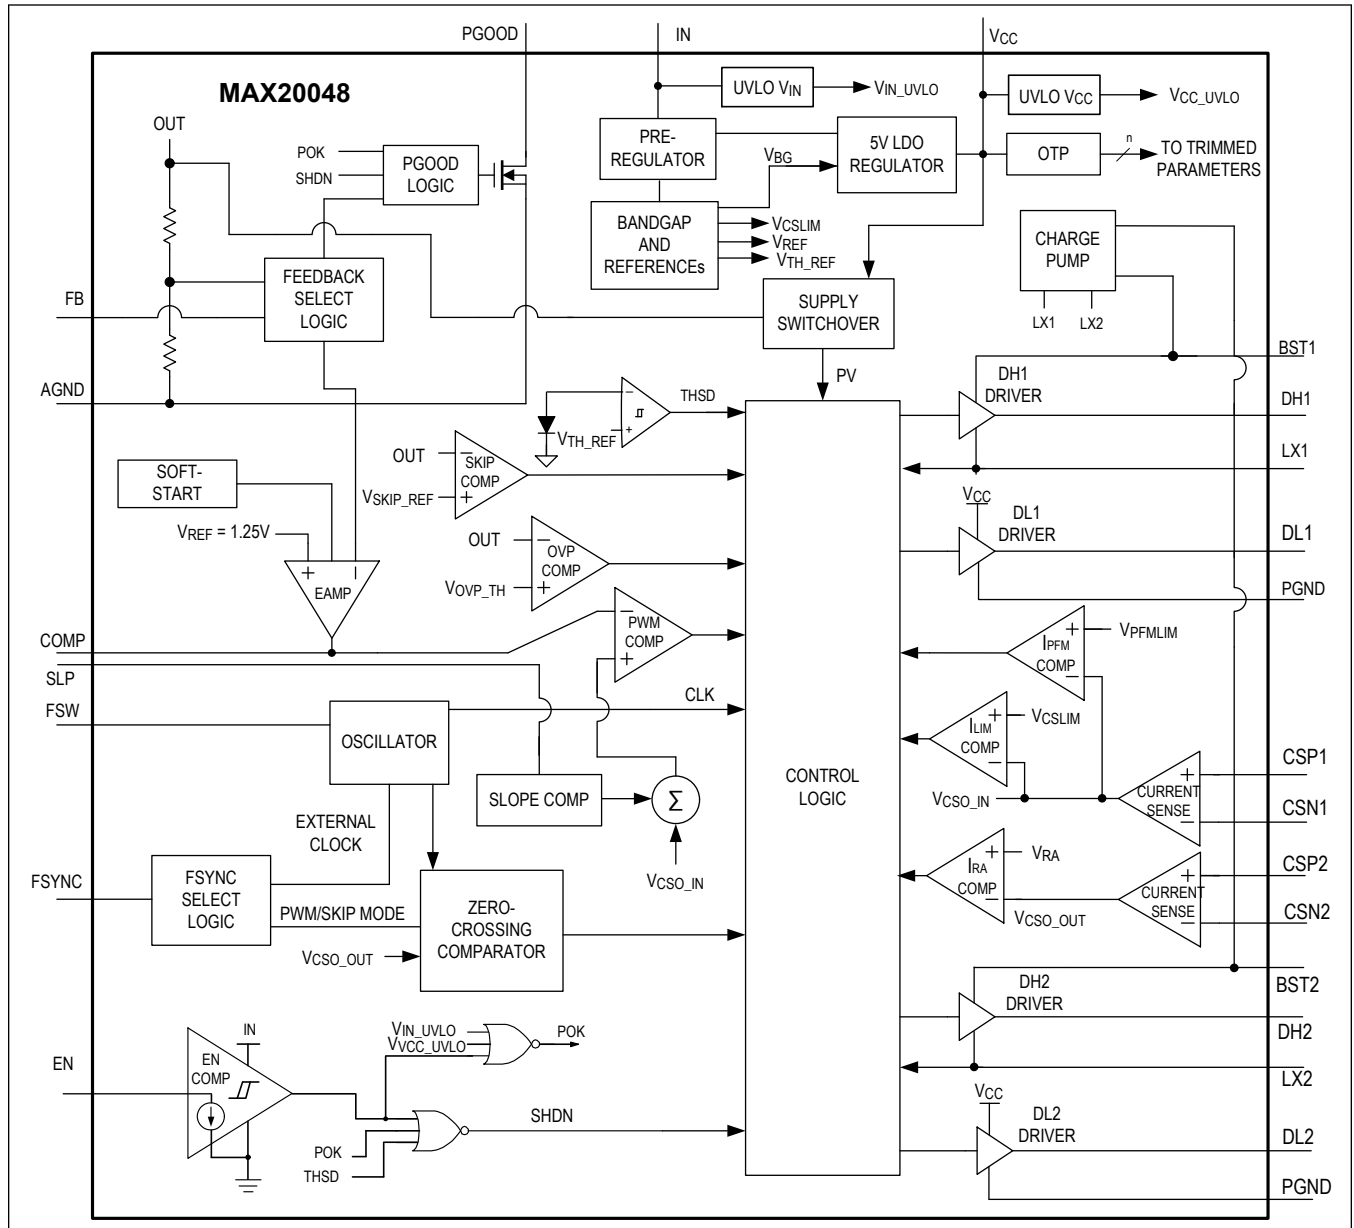 PGOOD
IN
VCC
MAX20048
UVLO VIN
VIN_UVLO
UVLO VCC
VCC_UVLO
OUT
POK
SHDN
PGOOD
LOGIC
PRE-
REGULATOR
VBG
5V LDO
REGULATOR
OTP
n
TO TRIMMED
PARAMETERS
BANDGAP
AND
REFERENCEs
VCSLIM
VREF
VTH_REF
CHARGE
PUMP
LX1
LX2
FEEDBACK
SELECT
LOGIC
FB
SUPPLY
SWITCHOVER
PV
BST1
AGND
THSD
VTH_REF
−
+
DH1
DRIVER
DH1
OUT
−
SKIP
COMP
VSKIP_REF
+
LX1
SOFT-
START
VREF = 1.25V
+
−
EAMP
OUT
−
OVP
COMP
VOVP_TH
+
VCC
DL1
DRIVER
DL1
PGND
COMP
−
PWM
COMP
+
IPFM
COMP
+
−
VPFMLIM
SLP
FSW
OSCILLATOR
CLK
ILIM
COMP
+
−
VCSLIM
CONTROL
LOGIC
SLOPE COMP
Σ
VCSO_IN
VCSO_IN
+
CURRENT
SENSE
−
CSP1
CSN1
EXTERNAL
CLOCK
FSYNC
FSYNC
SELECT
LOGIC
PWM/SKIP MODE
ZERO-
CROSSING
COMPARATOR
VCSO_OUT
IRA
COMP
+
−
VRA
VCSO_OUT
+
CURRENT
SENSE
−
CSP2
CSN2
BST2
DH2
DRIVER
DH2
LX2
EN
EN
COMP
IN
VIN_UVLO
VVCC_UVLO
POK
POK
THSD
SHDN
VCC
DL2
DRIVER
DL2
PGND